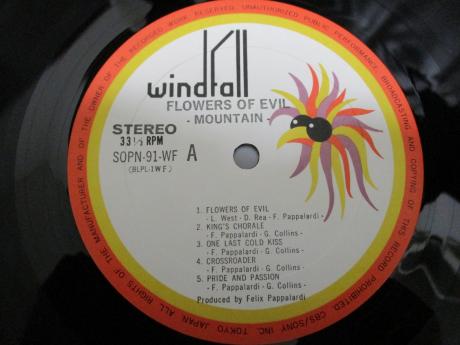 windfall
FLOWERS OF EVIL
- MOUNTAIN -
STEREO
33 1/3 RPM
SOPN-91-WF A
(BLPL-1WF)
1. FLOWERS OF EVIL
- L. West - D. Rea - F. Pappalardi -
2. KING'S CHORALE
- F. Pappalardi - G. Collins -
3. ONE LAST COLD KISS
- F. Pappalardi - G. Collins -
4. CROSSROADER
- F. Pappalardi - G. Collins -
5. PRIDE AND PASSION
- F. Pappalardi - G. Collins -
Produced by Felix Pappalardi
ALL RIGHTS OF THE MANUFACTURER AND OF THE OWNER OF THE RECORDED WORK RESERVED. UNAUTHORIZED PUBLIC PERFORMANCE, BROADCASTING AND COPYING OF THIS RECORD PROHIBITED. CBS/SONY INC. TOKYO JAPAN